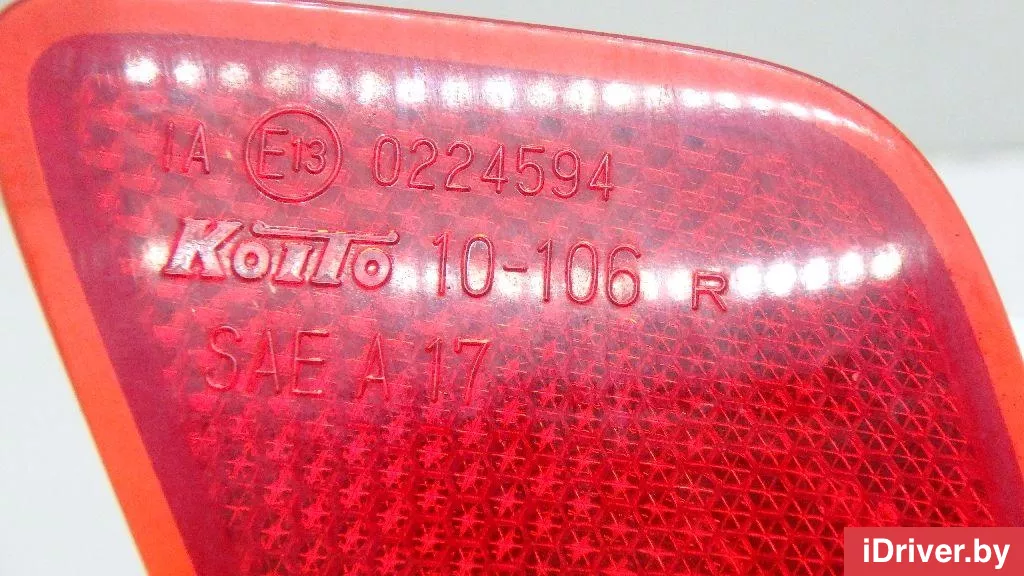 IA E13 0224594
KoiTo 10-106 R
SAE A 17
iDriver.by